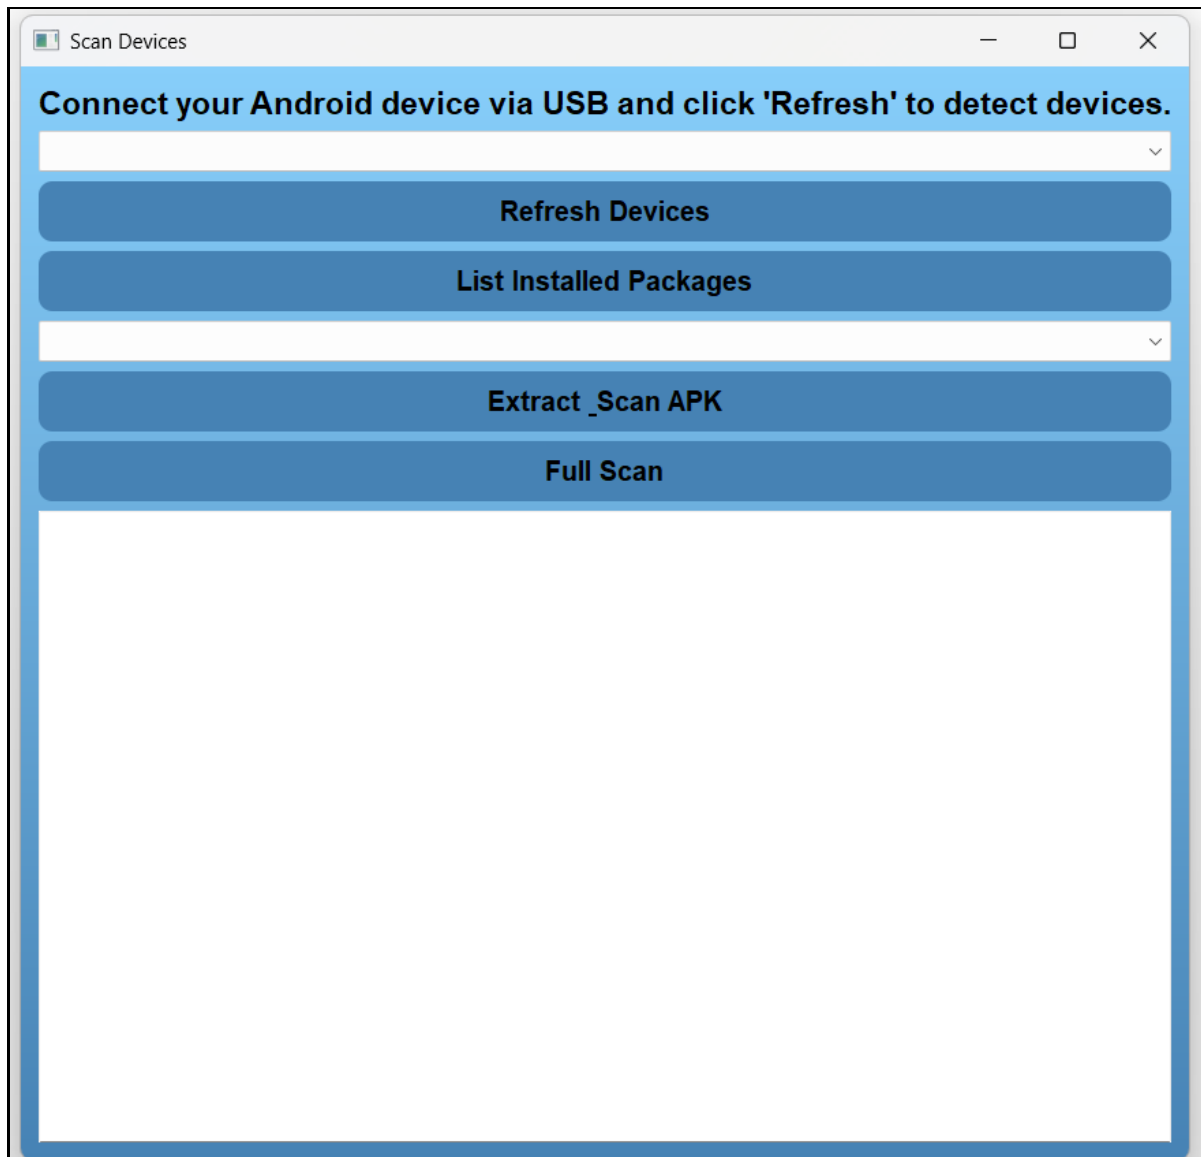 Scan Devices
Connect your Android device via USB and click 'Refresh' to detect devices.
Refresh Devices
List Installed Packages
Extract _Scan APK
Full Scan